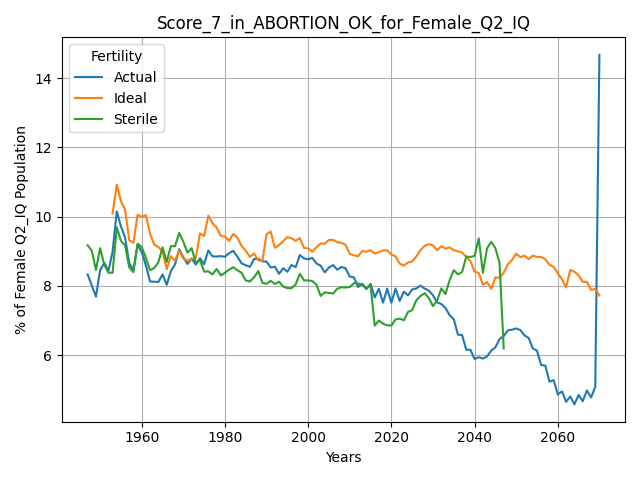 Score_7_in_ABORTION_OK_for_Female_Q2_IQ
Fertility
Actual
Ideal
Sterile
% of Female Q2_IQ Population
14
12
10
8
6
1960 1980 2000 2020 2040 2060
Years